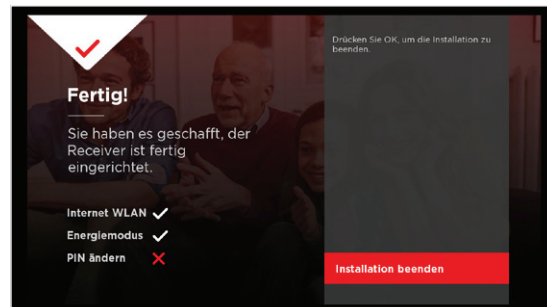 Fertig!
Sie haben es geschafft, der
Receiver ist fertig
eingerichtet.
Internet WLAN
Energiemodus
PIN ändern
Drücken Sie OK, um die Installation zu
beenden.
Installation beenden